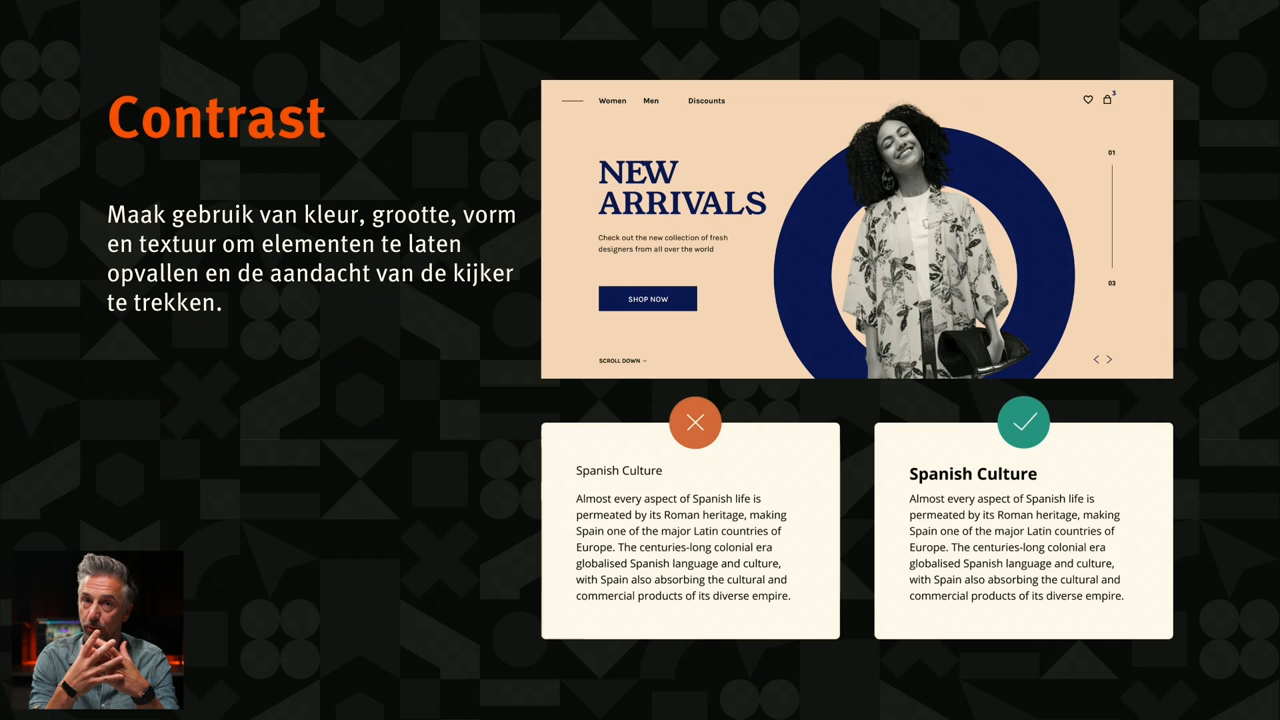 Contrast
Maak gebruik van kleur, grootte, vorm
en textuur om elementen te laten
opvallen en de aandacht van de kijker
te trekken.
Women Men Discounts
3
NEW
ARRIVALS
Check out the new collection of fresh
designers from all over the world
SHOP NOW
SCROLL DOWN
01
03
Spanish Culture
Almost every aspect of Spanish life is
permeated by its Roman heritage, making
Spain one of the major Latin countries of
Europe. The centuries-long colonial era
globalised Spanish language and culture,
with Spain also absorbing the cultural and
commercial products of its diverse empire.
Spanish Culture
Almost every aspect of Spanish life is
permeated by its Roman heritage, making
Spain one of the major Latin countries of
Europe. The centuries-long colonial era
globalised Spanish language and culture,
with Spain also absorbing the cultural and
commercial products of its diverse empire.